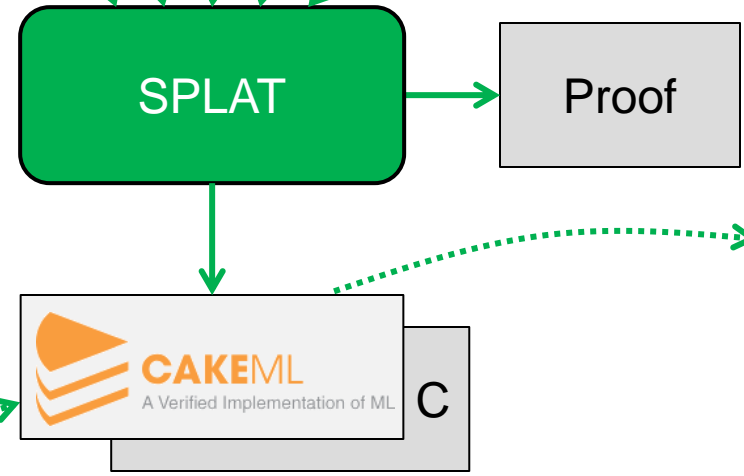 SPLAT
Proof
CAKEML
A Verified Implementation of ML
C